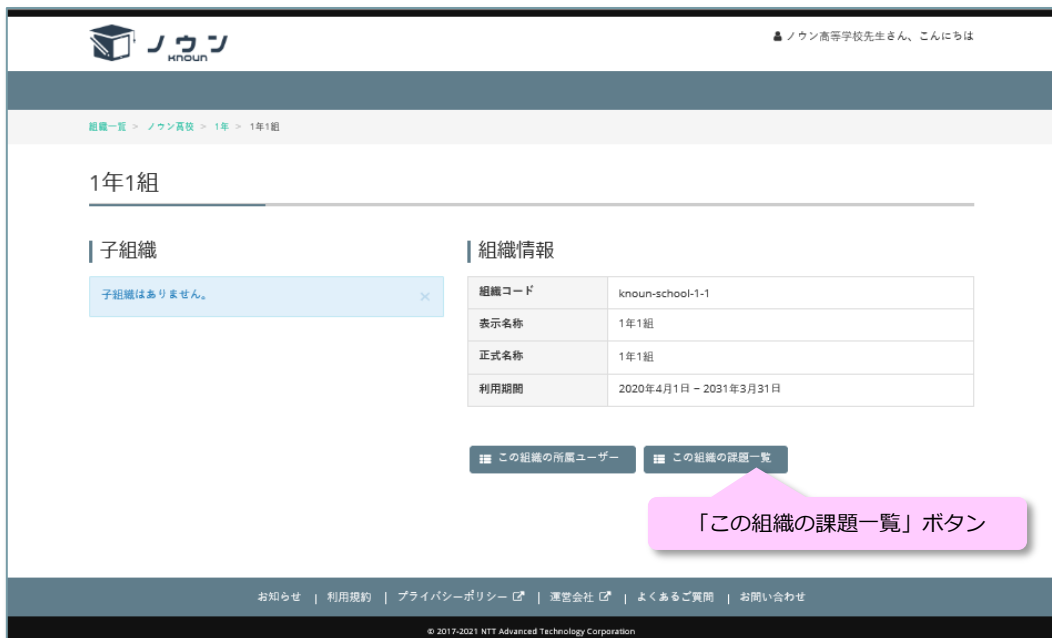 ノウン
KNOUN
ノウン高等学校先生さん、こんにちは
組織一覧 > ノウン高校 > 1年 > 1年1組
1年1組
子組織
子組織はありません。
×
組織情報
組織コード knoun-school-1-1
表示名称 1年1組
正式名称 1年1組
利用期間 2020年4月1日 – 2031年3月31日
この組織の所属ユーザー この組織の課題一覧
「この組織の課題一覧」ボタン
お知らせ | 利用規約 | プライバシーポリシー | 運営会社 | よくあるご質問 | お問い合わせ
© 2017-2021 NTT Advanced Technology Corporation